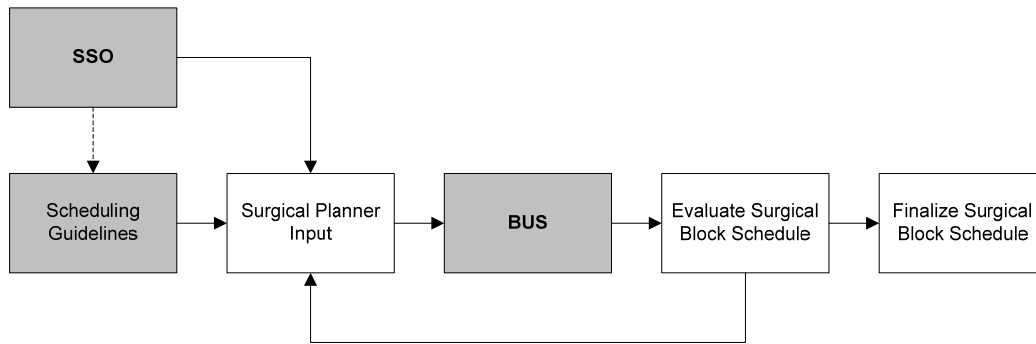 SSO
Scheduling
Guidelines
Surgical Planner
Input
BUS
Evaluate Surgical
Block Schedule
Finalize Surgical
Block Schedule